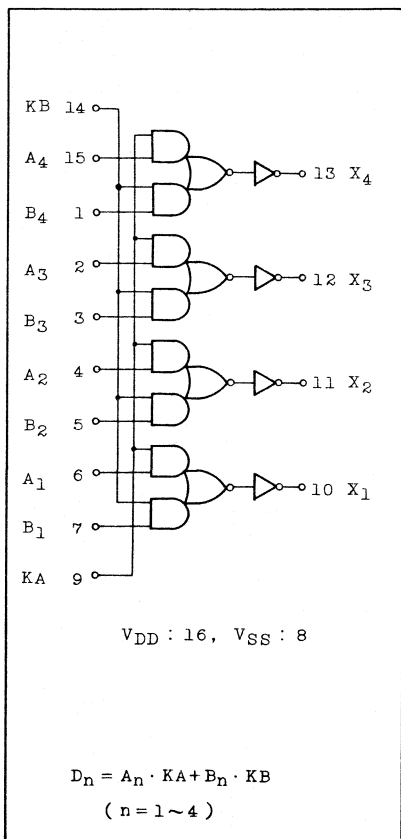 KB 14
A4 15
13 X4
B4 1
A3 2
12 X3
B3 3
A2 4
11 X2
B2 5
A1 6
10 X1
B1 7
KA 9
VDD : 16, VSS : 8
Dn = An · KA + Bn · KB
( n = 1 ~ 4 )